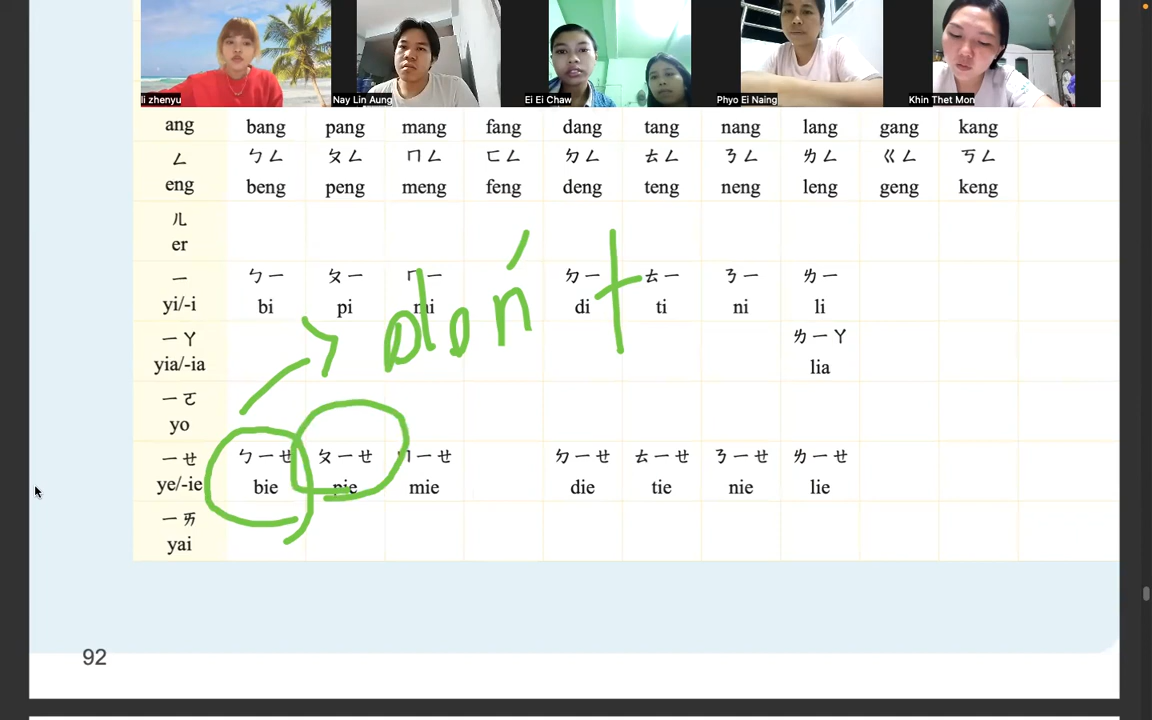 li zhenyu Nay Lin Aung Ei Ei Chaw Phyo Ei Naing Khin Thet Mon
ang bang pang mang fang dang tang nang lang gang kang
ㄥ ㄅㄥ ㄆㄥ ㄇㄥ ㄈㄥ ㄉㄥ ㄊㄥ ㄋㄥ ㄌㄥ ㄍㄥ ㄎㄥ
eng beng peng meng feng deng teng neng leng geng keng
ㄦ
er
ㄧ ㄅㄧ ㄆㄧ ㄇㄧ ㄉㄧ ㄊㄧ ㄋㄧ ㄌㄧ
yi/-i bi pi mi di ti ni li
don't
ㄧㄚ ㄌㄧㄚ
yia/-ia lia
ㄧㄛ
yo
ㄧㄝ ㄅㄧㄝ ㄆㄧㄝ ㄇㄧㄝ ㄉㄧㄝ ㄊㄧㄝ ㄋㄧㄝ ㄌㄧㄝ
ye/-ie bie pie mie die tie nie lie
ㄧㄞ
yai
92